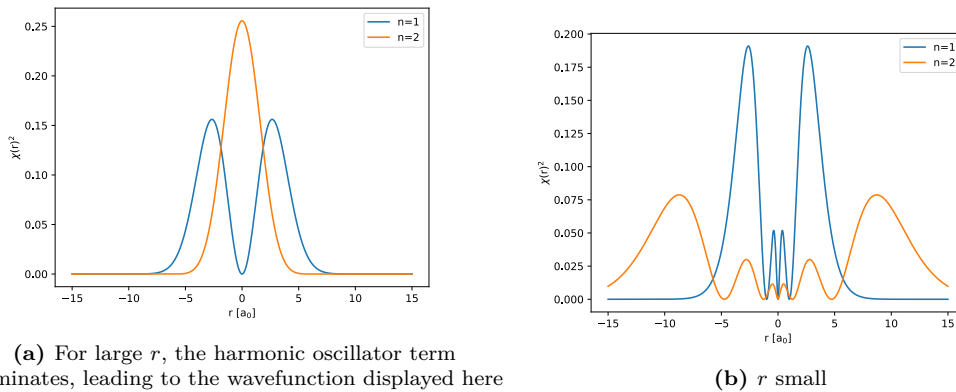 n=1
n=2
0.25
0.20
0.15
0.10
0.05
0.00
χ(r)²
−15
−10
−5
0
5
10
15
r [a₀]
(a) For large r, the harmonic oscillator term
minates, leading to the wavefunction displayed here
n=1
n=2
0.200
0.175
0.150
0.125
0.100
0.075
0.050
0.025
0.000
χ(r)²
−15
−10
−5
0
5
10
15
r [a₀]
(b) r small